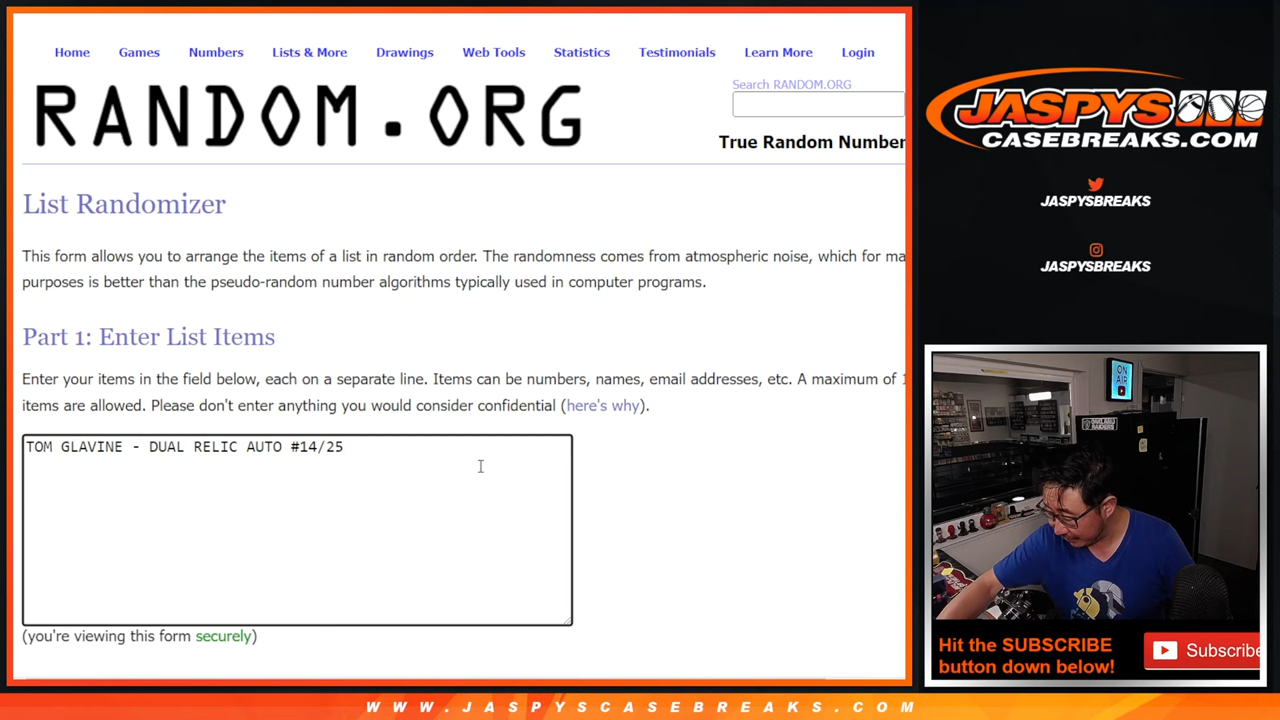 Home Games Numbers Lists & More Drawings Web Tools Statistics Testimonials Learn More Login
RANDOM.ORG
Search RANDOM.ORG
True Random Number
List Randomizer
This form allows you to arrange the items of a list in random order. The randomness comes from atmospheric noise, which for ma
purposes is better than the pseudo-random number algorithms typically used in computer programs.
Part 1: Enter List Items
Enter your items in the field below, each on a separate line. Items can be numbers, names, email addresses, etc. A maximum of 1
items are allowed. Please don't enter anything you would consider confidential (here's why).
TOM GLAVINE - DUAL RELIC AUTO #14/25
(you're viewing this form securely)
JASPYS
CASEBREAKS.COM
JASPYSBREAKS
JASPYSBREAKS
ON
AIR
OAKLAND
Hit the SUBSCRIBE
button down below!
Subscribe
WWW.JASPYSCASEBREAKS.COM